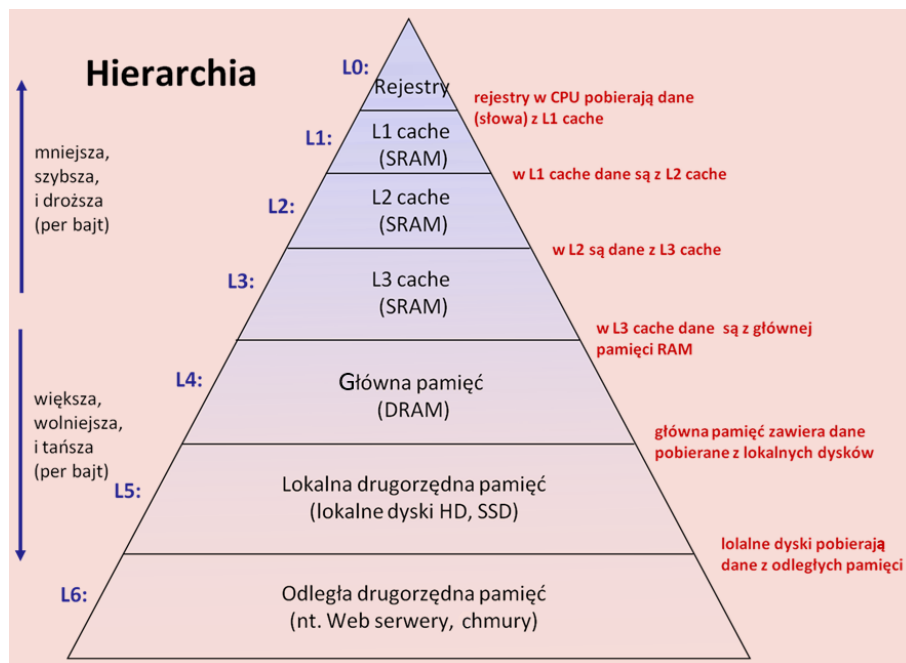 Hierarchia
L0:
Rejestry
rejestry w CPU pobierają dane
(słowa) z L1 cache
L1:
L1 cache
(SRAM)
mniejsza,
szybsza,
i droższa
(per bajt)
w L1 cache dane są z L2 cache
L2:
L2 cache
(SRAM)
w L2 są dane z L3 cache
L3:
L3 cache
(SRAM)
w L3 cache dane są z głównej
pamięci RAM
L4:
Główna pamięć
(DRAM)
większa,
wolniejsza,
i tańsza
(per bajt)
główna pamięć zawiera dane
pobierane z lokalnych dysków
L5:
Lokalna drugorzędna pamięć
(lokalne dyski HD, SSD)
lolalne dyski pobierają
dane z odległych pamięci
L6:
Odległa drugorzędna pamięć
(nt. Web serwery, chmury)